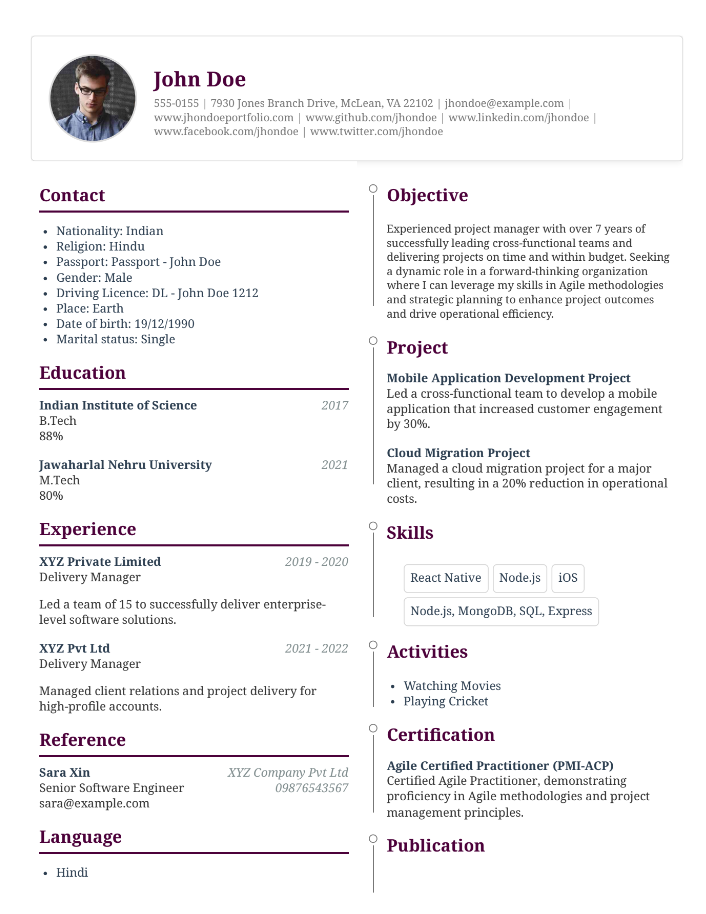 John Doe
555-0155 | 7930 Jones Branch Drive, McLean, VA 22102 | jhondoe@example.com |
www.jhondoeportfolio.com | www.github.com/jhondoe | www.linkedin.com/jhondoe |
www.facebook.com/jhondoe | www.twitter.com/jhondoe
Contact
• Nationality: Indian
• Religion: Hindu
• Passport: Passport - John Doe
• Gender: Male
• Driving Licence: DL - John Doe 1212
• Place: Earth
• Date of birth: 19/12/1990
• Marital status: Single
Education
Indian Institute of Science 2017
B.Tech
88%
Jawaharlal Nehru University 2021
M.Tech
80%
Experience
XYZ Private Limited 2019 - 2020
Delivery Manager
Led a team of 15 to successfully deliver enterprise-
level software solutions.
XYZ Pvt Ltd 2021 - 2022
Delivery Manager
Managed client relations and project delivery for
high-profile accounts.
Reference
Sara Xin XYZ Company Pvt Ltd
Senior Software Engineer 09876543567
sara@example.com
Language
• Hindi
Objective
Experienced project manager with over 7 years of
successfully leading cross-functional teams and
delivering projects on time and within budget. Seeking
a dynamic role in a forward-thinking organization
where I can leverage my skills in Agile methodologies
and strategic planning to enhance project outcomes
and drive operational efficiency.
Project
Mobile Application Development Project
Led a cross-functional team to develop a mobile
application that increased customer engagement
by 30%.
Cloud Migration Project
Managed a cloud migration project for a major
client, resulting in a 20% reduction in operational
costs.
Skills
React Native Node.js iOS
Node.js, MongoDB, SQL, Express
Activities
• Watching Movies
• Playing Cricket
Certification
Agile Certified Practitioner (PMI-ACP)
Certified Agile Practitioner, demonstrating
proficiency in Agile methodologies and project
management principles.
Publication